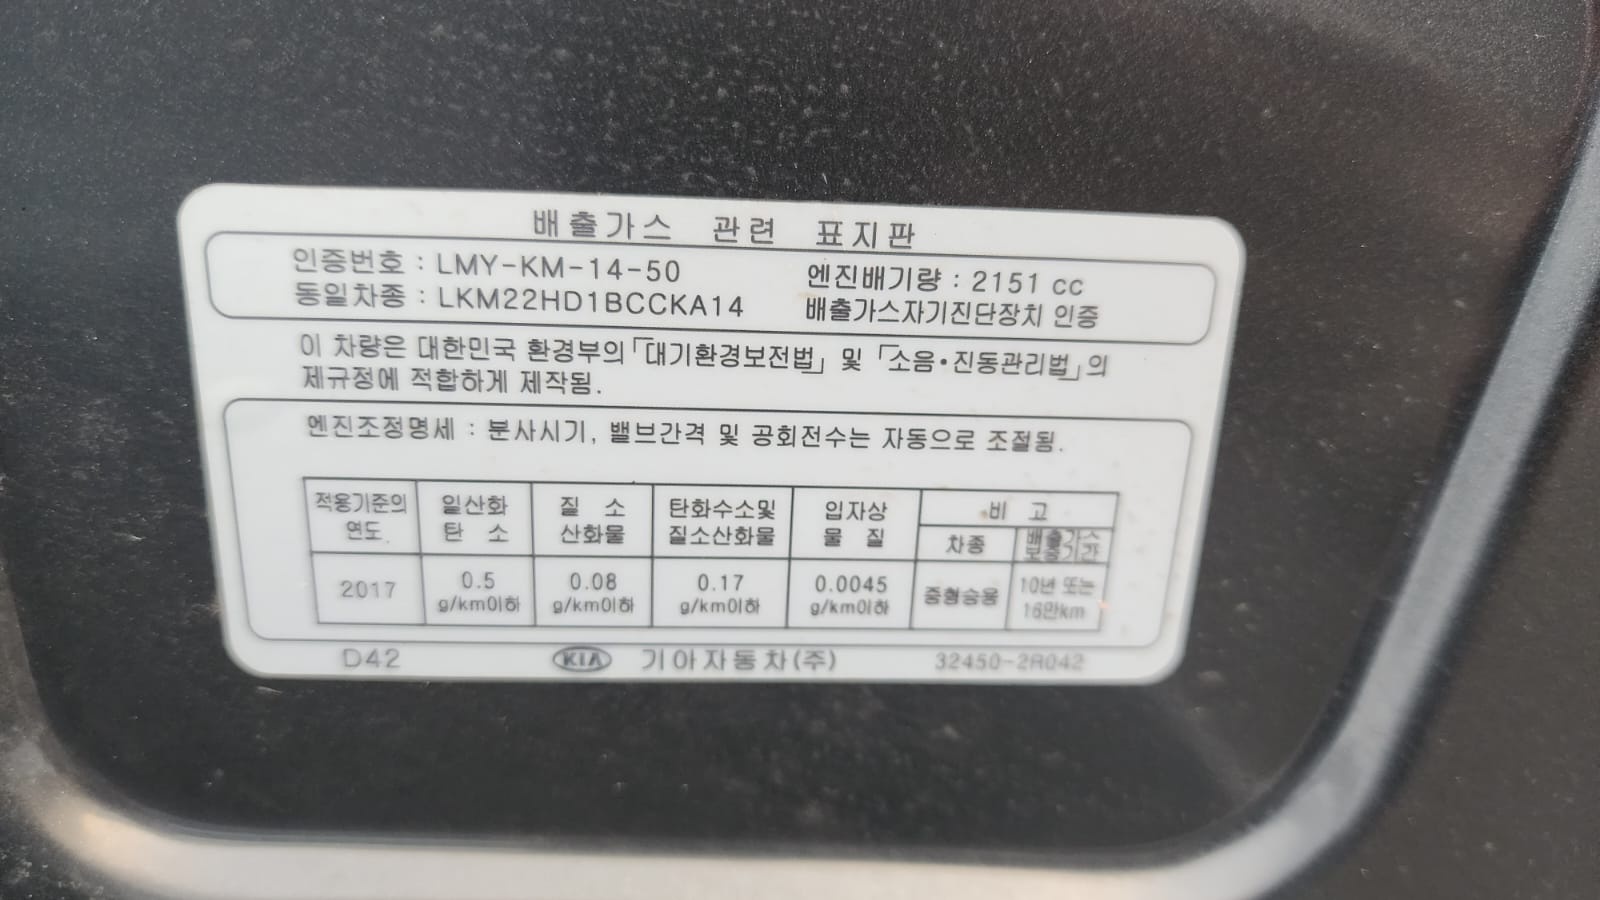 배출가스 관련 표지판
인증번호 : LMY-KM-14-50
엔진배기량 : 2151 cc
동일차종 : LKM22HD1BCCKA14
배출가스자기진단장치 인증
이 차량은 대한민국 환경부의 「대기환경보전법」 및 「소음·진동관리법」의
제규정에 적합하게 제작됨.
엔진조정명세 : 분사시기, 밸브간격 및 공회전수는 자동으로 조절됨.
적용기준의 일산화 질 소 탄화수소및 입자상 비 고
연도. 탄 소 산화물 질소산화물 물 질 차종 배출가스
보증기간
2017 0.5 0.08 0.17 0.0045 중형승용 10년 또는
g/km이하 g/km이하 g/km이하 g/km이하 16만km
D42 KIA 기아자동차(주) 32450-2R042